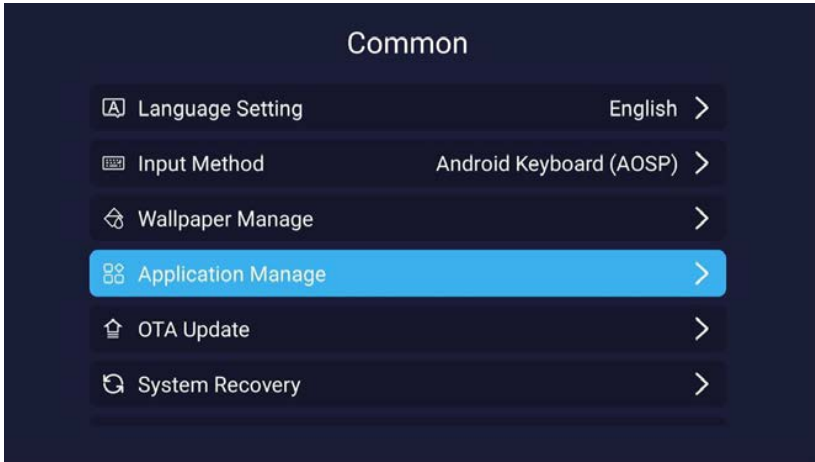 Common
Language Setting English
Input Method Android Keyboard (AOSP)
Wallpaper Manage
Application Manage
OTA Update
System Recovery